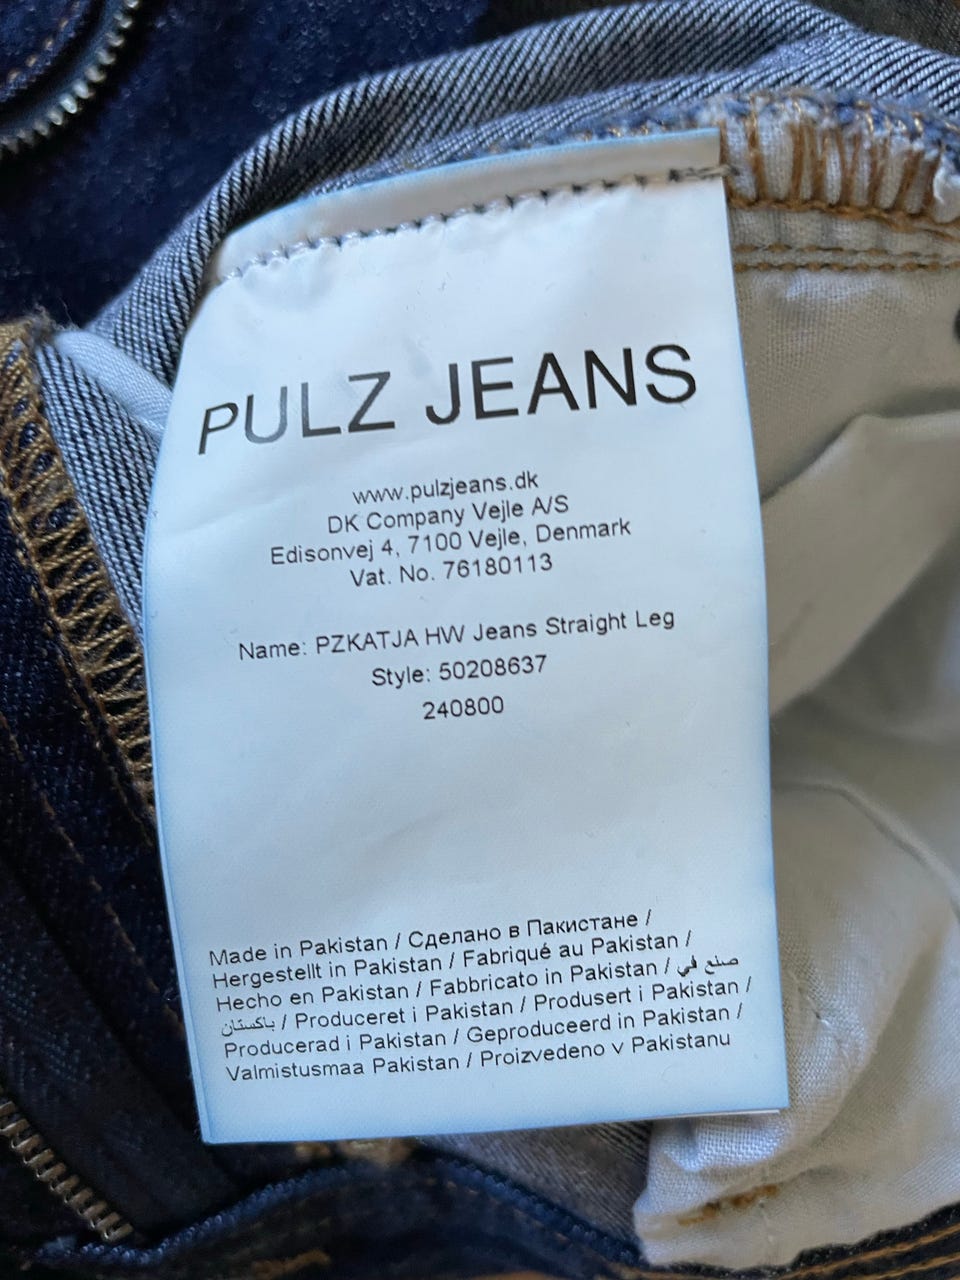 PULZ JEANS
www.pulzjeans.dk
DK Company Vejle A/S
Edisonvej 4, 7100 Vejle, Denmark
Vat. No. 76180113
Name: PZKATJA HW Jeans Straight Leg
Style: 50208637
240800
Made in Pakistan / Сделано в Пакистане /
Hergestellt in Pakistan / Fabriqué au Pakistan /
Hecho en Pakistan / Fabbricato in Pakistan / صنع في
باكستان / Produceret i Pakistan / Produsert i Pakistan /
Producerad i Pakistan / Geproduceerd in Pakistan /
Valmistusmaa Pakistan / Proizvedeno v Pakistanu